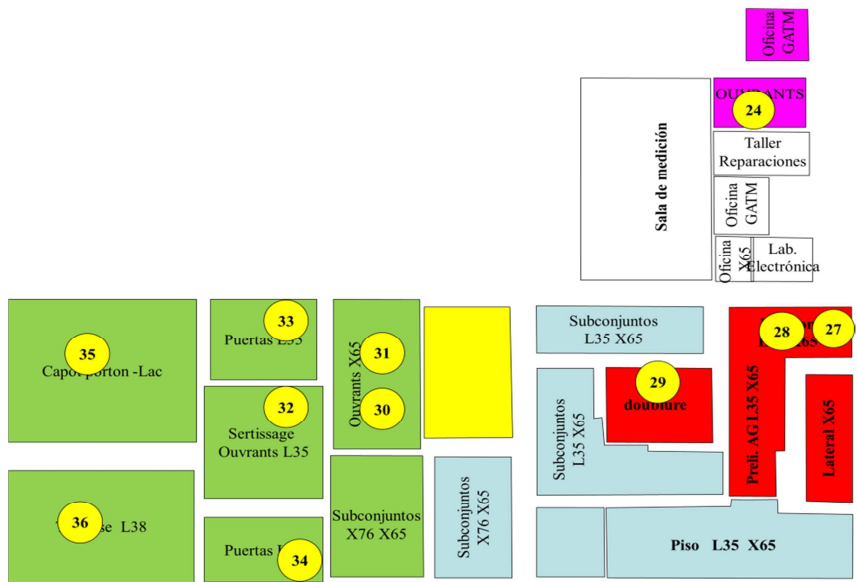 Oficina
GATM
OUVRANTS
24
Taller
Reparaciones
Sala de medición
Oficina
GATM
Oficina
X65
Lab.
Electrónica
35
Capot porton -Lac
33
Puertas L35
31
30
Ouvrants X65
Subconjuntos
L35 X65
28
27
29
doublure
32
Sertissage
Ouvrants L35
Subconjuntos
L35 X65
Preli. AG L35 X65
Lateral X65
36
L38
Puertas
34
Subconjuntos
X76 X65
Subconjuntos
X76 X65
Piso L35 X65